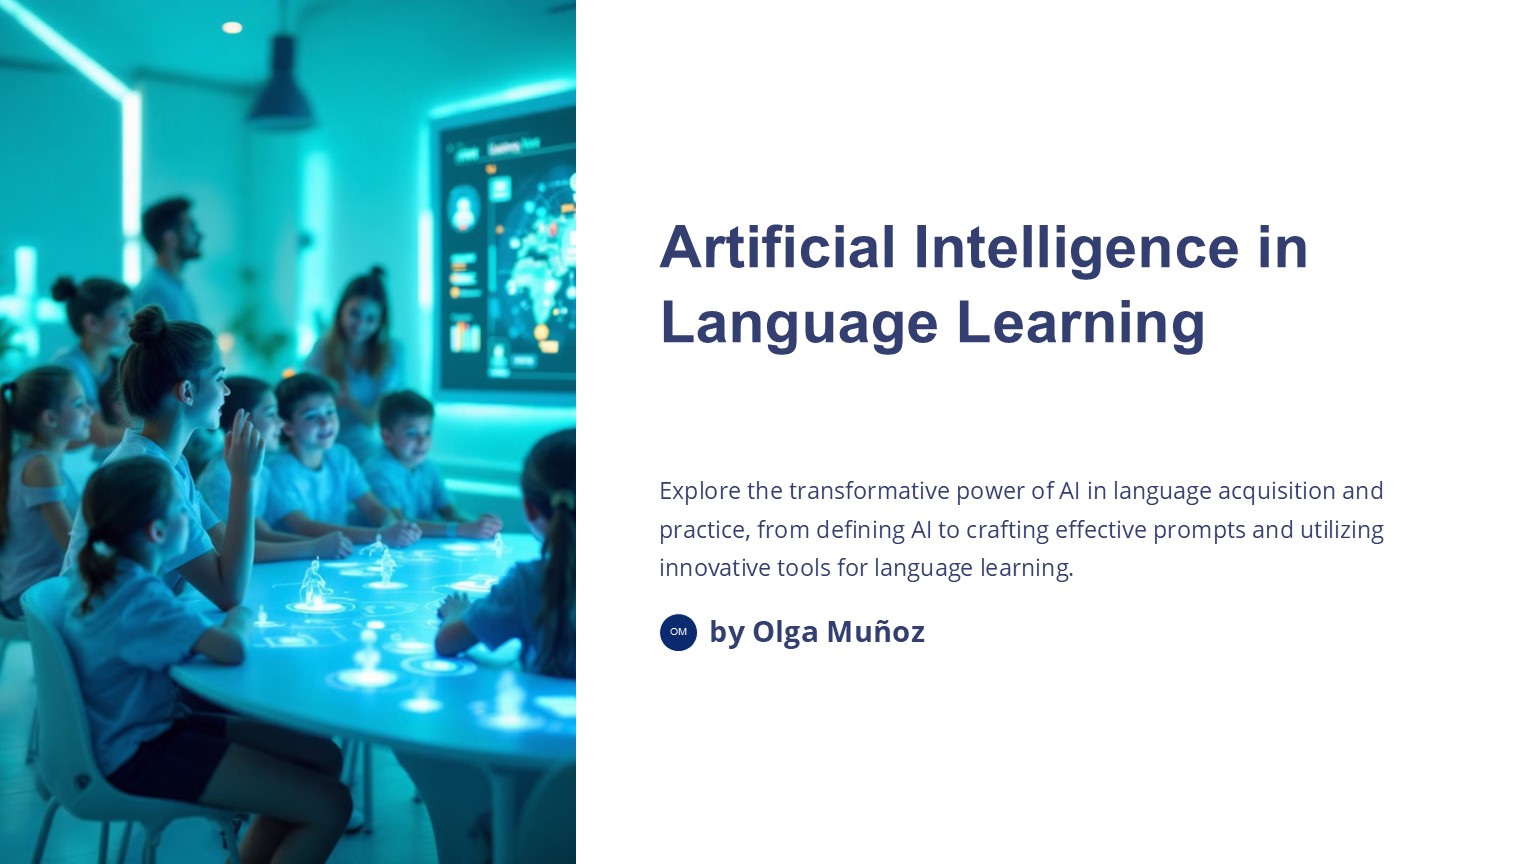 Artificial Intelligence in
Language Learning
Explore the transformative power of AI in language acquisition and
practice, from defining AI to crafting effective prompts and utilizing
innovative tools for language learning.
OM by Olga Muñoz